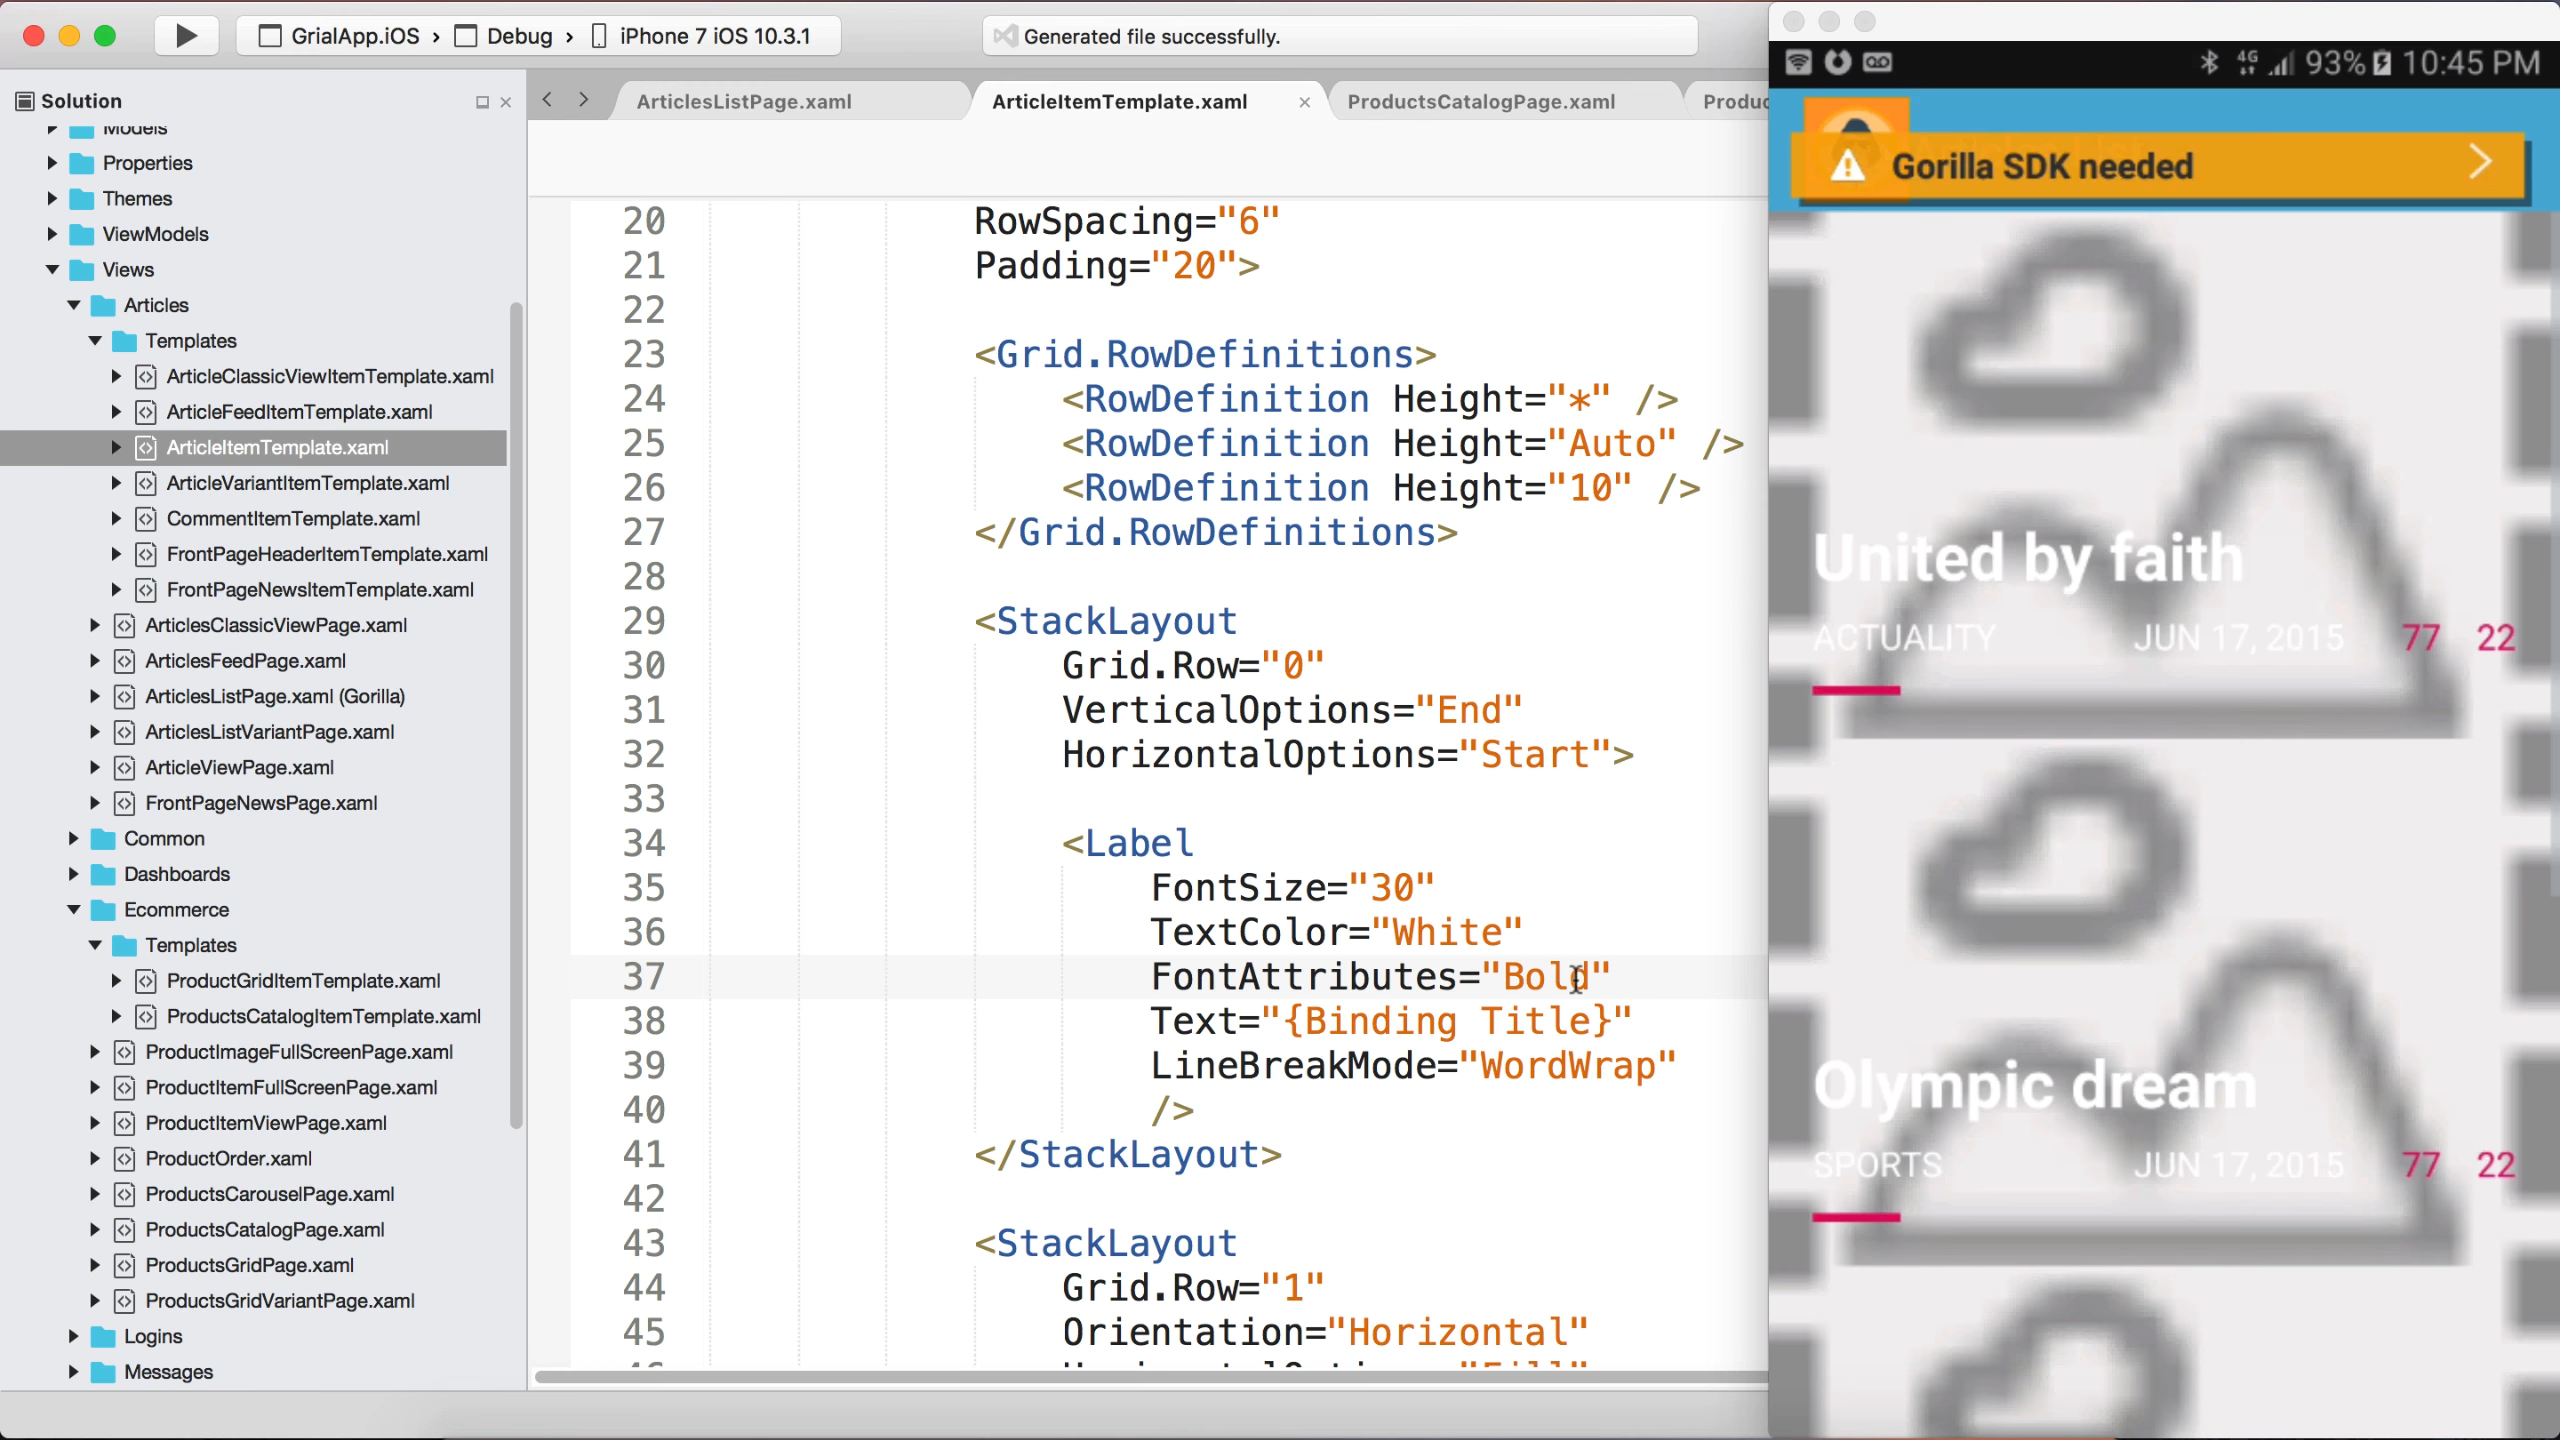 GrialApp.iOS › Debug › iPhone 7 iOS 10.3.1
Generated file successfully.
Solution
Models
Properties
Themes
ViewModels
Views
Articles
Templates
ArticleClassicViewItemTemplate.xaml
ArticleFeedItemTemplate.xaml
ArticleItemTemplate.xaml
ArticleVariantItemTemplate.xaml
CommentItemTemplate.xaml
FrontPageHeaderItemTemplate.xaml
FrontPageNewsItemTemplate.xaml
ArticlesClassicViewPage.xaml
ArticlesFeedPage.xaml
ArticlesListPage.xaml (Gorilla)
ArticlesListVariantPage.xaml
ArticleViewPage.xaml
FrontPageNewsPage.xaml
Common
Dashboards
Ecommerce
Templates
ProductGridItemTemplate.xaml
ProductsCatalogItemTemplate.xaml
ProductImageFullScreenPage.xaml
ProductItemFullScreenPage.xaml
ProductItemViewPage.xaml
ProductOrder.xaml
ProductsCarouselPage.xaml
ProductsCatalogPage.xaml
ProductsGridPage.xaml
ProductsGridVariantPage.xaml
Logins
Messages
ArticlesListPage.xaml
ArticleItemTemplate.xaml
ProductsCatalogPage.xaml
Produc
20 RowSpacing="6"
21 Padding="20">
22
23 <Grid.RowDefinitions>
24 <RowDefinition Height="*" />
25 <RowDefinition Height="Auto" />
26 <RowDefinition Height="10" />
27 </Grid.RowDefinitions>
28
29 <StackLayout
30 Grid.Row="0"
31 VerticalOptions="End"
32 HorizontalOptions="Start">
33
34 <Label
35 FontSize="30"
36 TextColor="White"
37 FontAttributes="Bold"
38 Text="{Binding Title}"
39 LineBreakMode="WordWrap"
40 />
41 </StackLayout>
42
43 <StackLayout
44 Grid.Row="1"
45 Orientation="Horizontal"
4G 93% 10:45 PM
Gorilla SDK needed
United by faith
ACTUALITY JUN 17, 2015 77 22
Olympic dream
SPORTS JUN 17, 2015 77 22